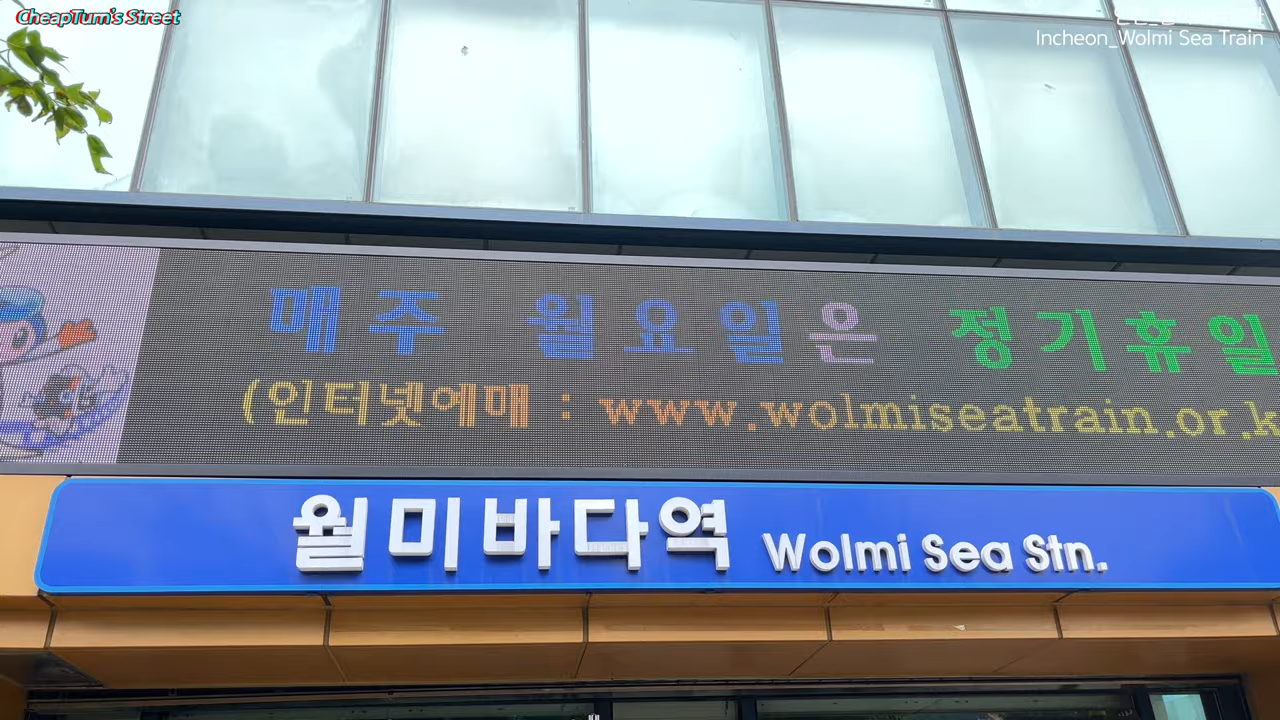 CheapTurn's Street
Incheon_Wolmi Sea Train
매주 월요일은 정기휴일
(인터넷예매 : www.wolmiseatrain.or.k
월미바다역 Wolmi Sea Stn.